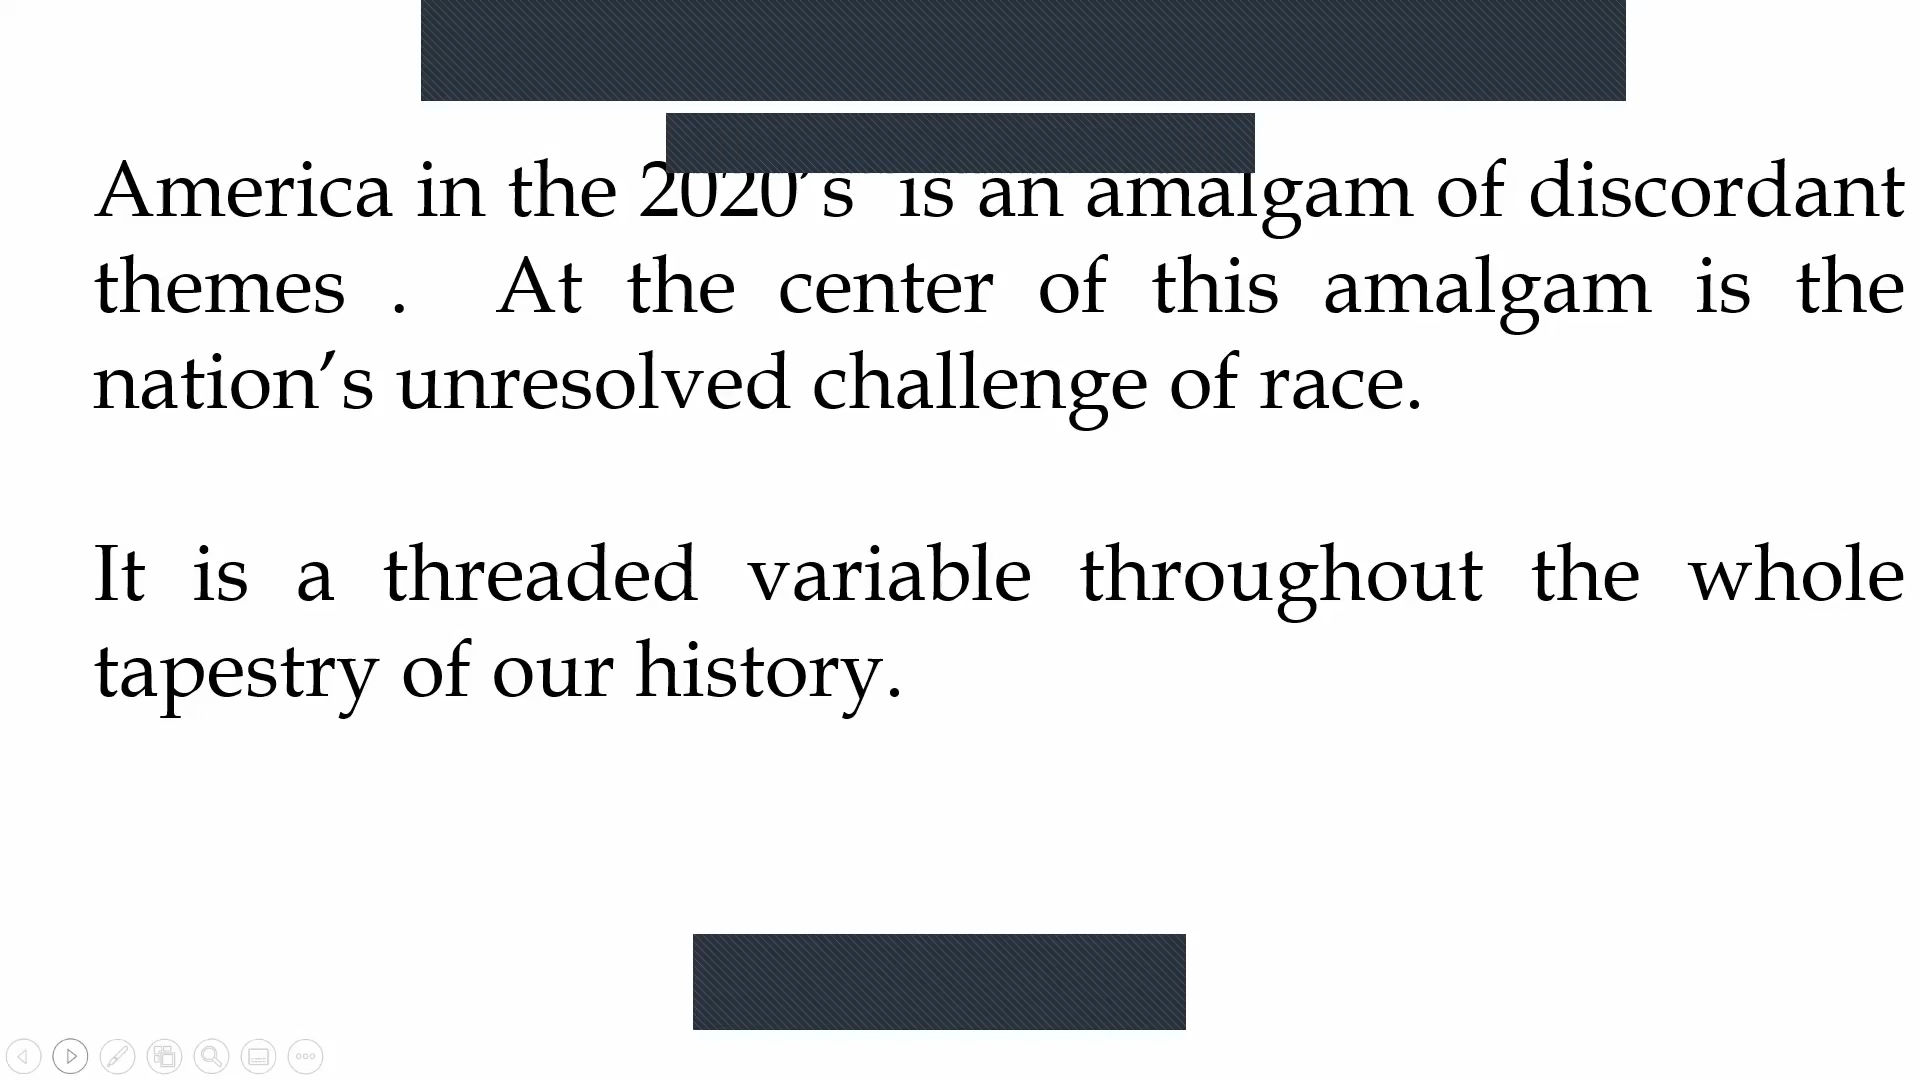 America in the 2020’s is an amalgam of discordant
themes . At the center of this amalgam is the
nation’s unresolved challenge of race.
It is a threaded variable throughout the whole
tapestry of our history.